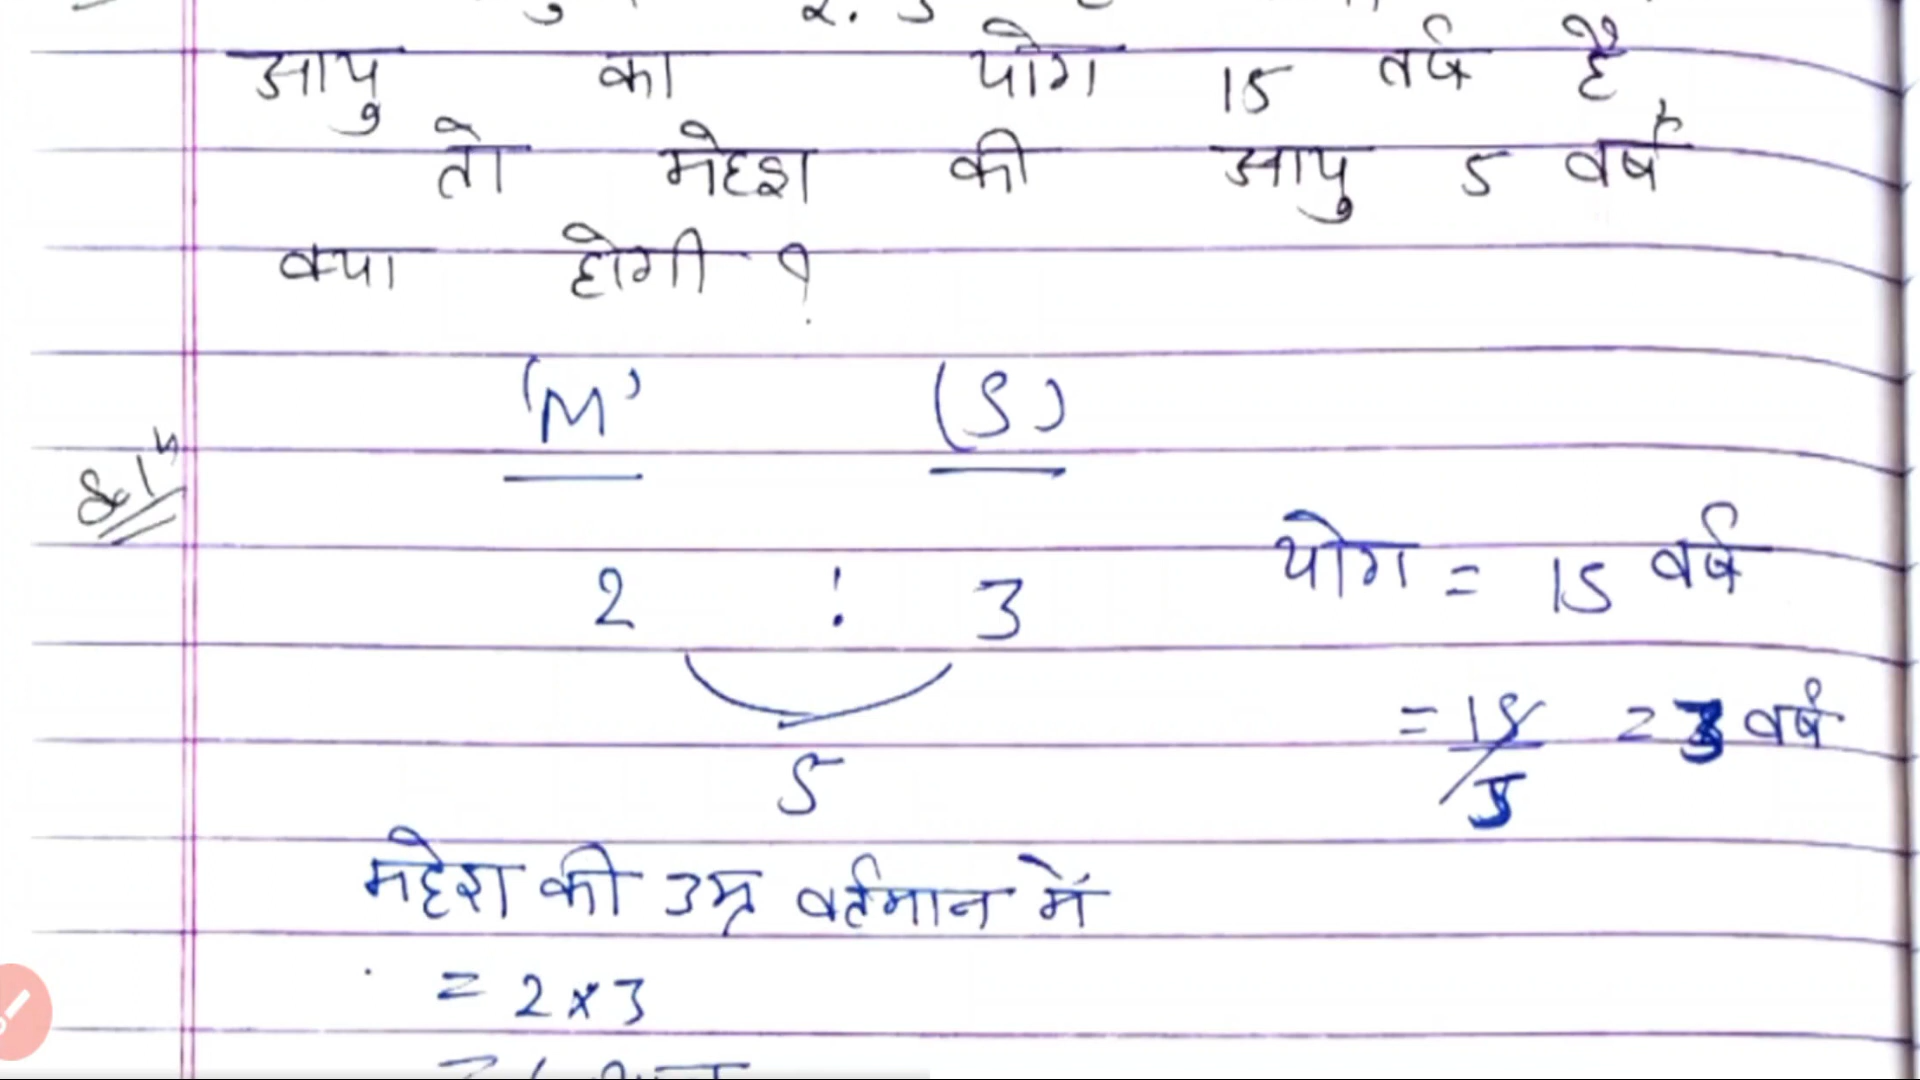 आयु का योग 15 वर्ष है,
तो महेश की आयु 5 वर्ष
क्या होगी ?
(M) (S)
Soln
2 : 3
योग = 15 वर्ष
5
= 15/5 = 3 वर्ष
महेश की उम्र वर्तमान में
= 2 x 3